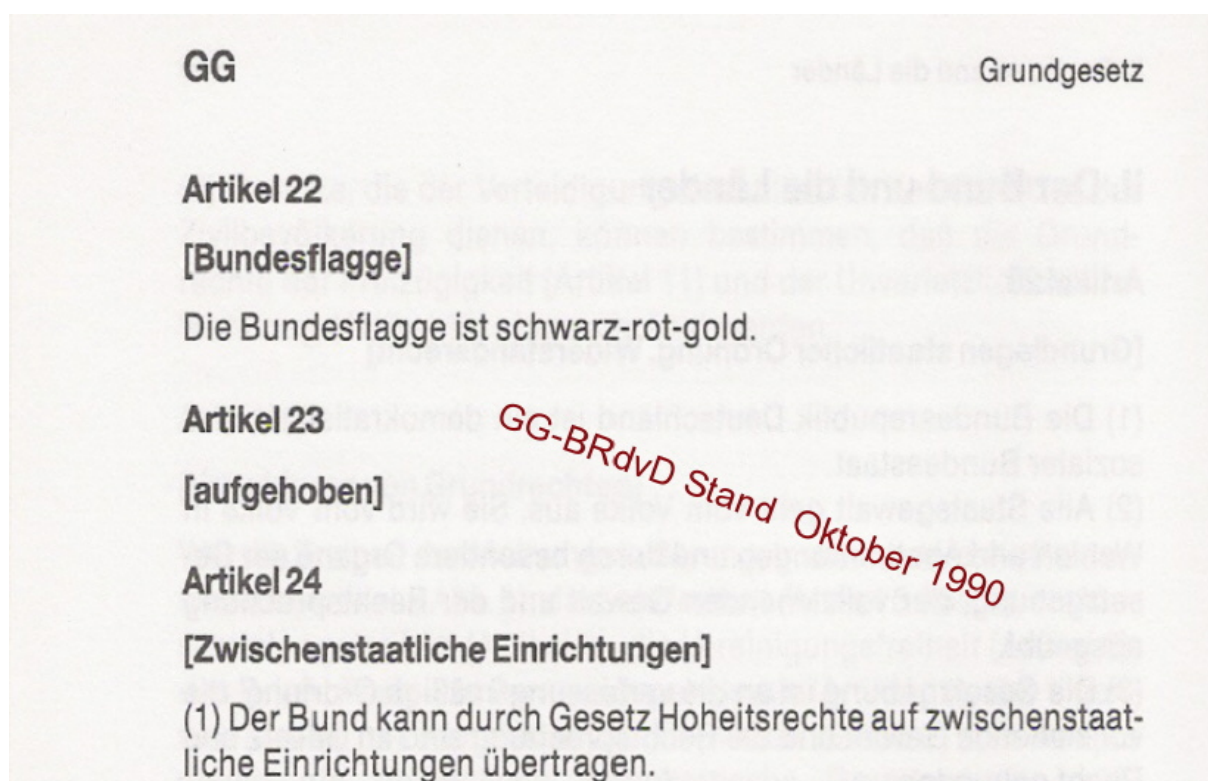 GG
Grundgesetz
Artikel 22
[Bundesflagge]
Die Bundesflagge ist schwarz-rot-gold.
Artikel 23
[aufgehoben]
GG-BRdvD Stand Oktober 1990
Artikel 24
[Zwischenstaatliche Einrichtungen]
(1) Der Bund kann durch Gesetz Hoheitsrechte auf zwischenstaat-
liche Einrichtungen übertragen.